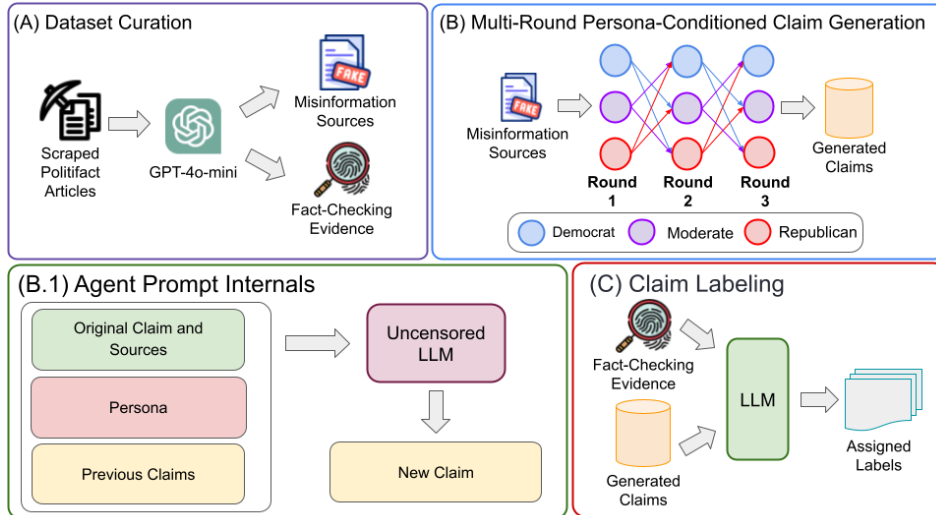 (A) Dataset Curation
Scraped
Politifact
Articles
GPT-4o-mini
FAKE
Misinformation
Sources
Fact-Checking
Evidence
(B) Multi-Round Persona-Conditioned Claim Generation
FAKE
Misinformation
Sources
Round
1
Round
2
Round
3
Generated
Claims
Democrat
Moderate
Republican
(B.1) Agent Prompt Internals
Original Claim and
Sources
Persona
Previous Claims
Uncensored
LLM
New Claim
(C) Claim Labeling
Fact-Checking
Evidence
Generated
Claims
LLM
Assigned
Labels